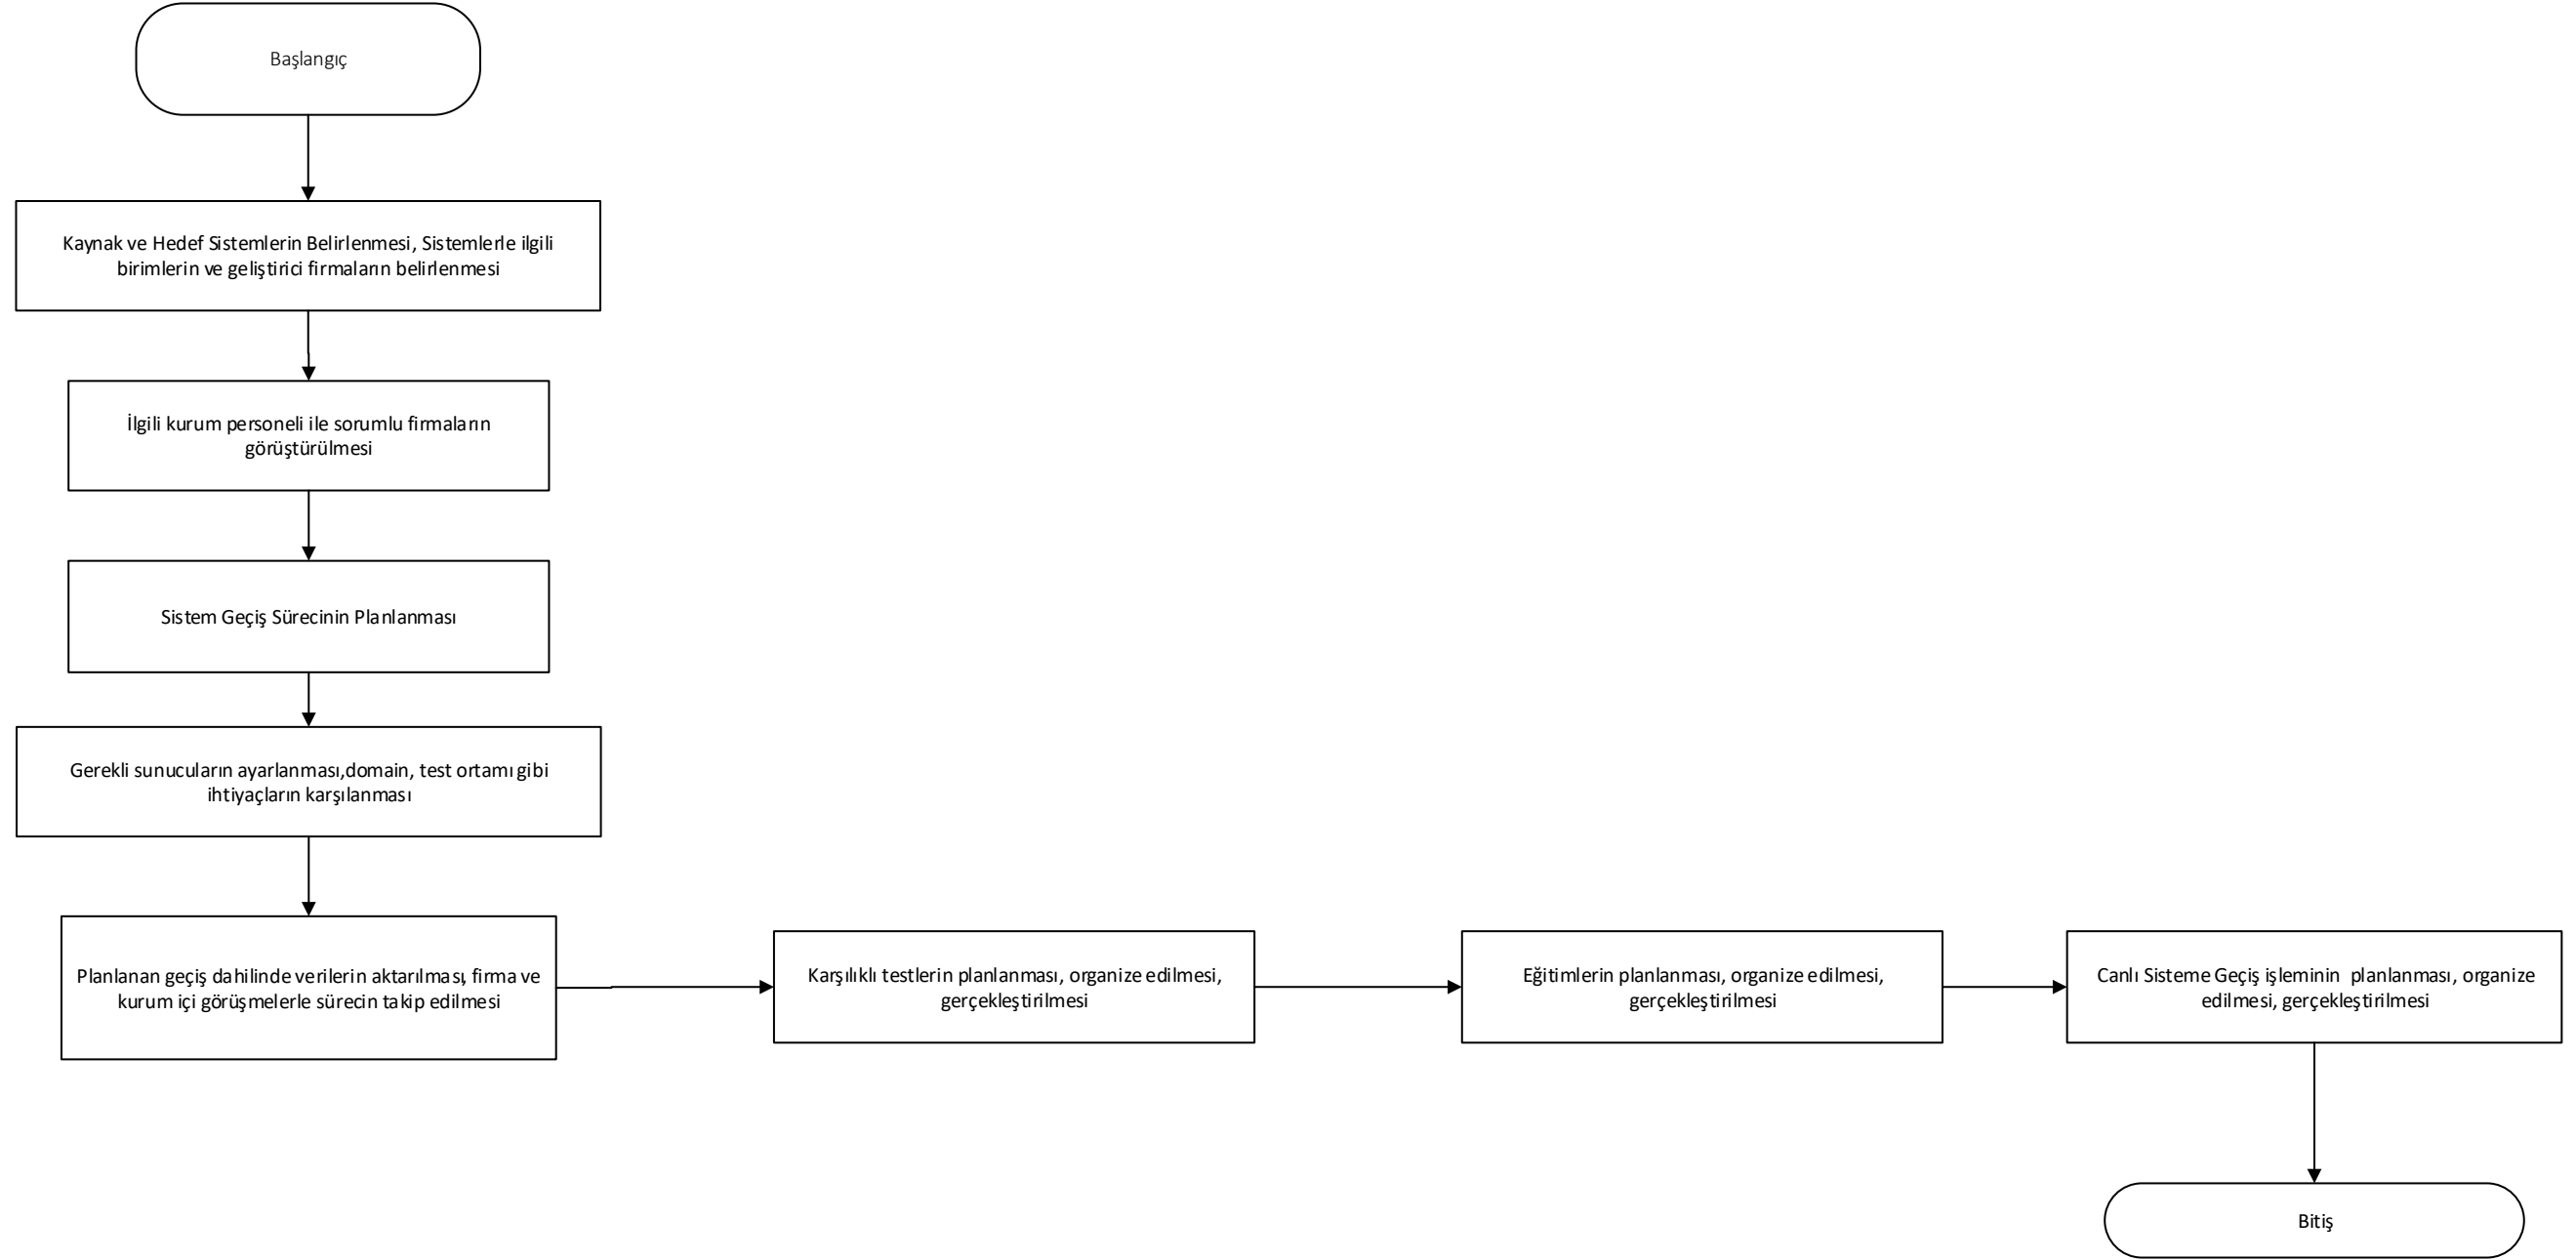 Başlangıç
Kaynak ve Hedef Sistemlerin Belirlenmesi, Sistemlerle ilgili
birimlerin ve geliştirici firmaların belirlenmesi
İlgili kurum personeli ile sorumlu firmaların
görüştürülmesi
Sistem Geçiş Sürecinin Planlanması
Gerekli sunucuların ayarlanması,domain, test ortamı gibi
ihtiyaçların karşılanması
Planlanan geçiş dahilinde verilerin aktarılması, firma ve
kurum içi görüşmelerle sürecin takip edilmesi
Karşılıklı testlerin planlanması, organize edilmesi,
gerçekleştirilmesi
Eğitimlerin planlanması, organize edilmesi,
gerçekleştirilmesi
Canlı Sisteme Geçiş işleminin  planlanması, organize
edilmesi, gerçekleştirilmesi
Bitiş